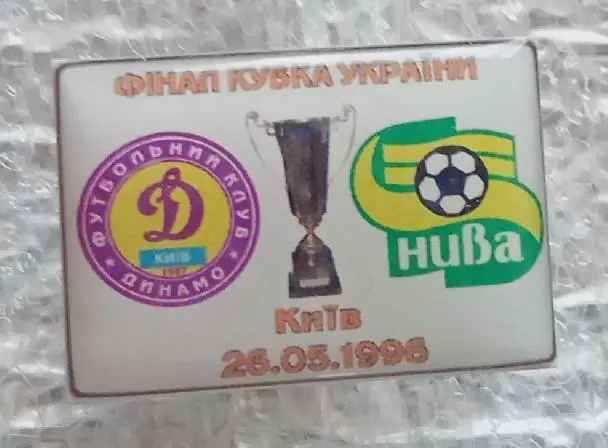 ФІНАЛ КУБКА УКРАЇНИ
ФУТБОЛЬНИЙ КЛУБ
Д
КИЇВ
1927
ДИНАМО
НИВА
Київ
26.05.1996